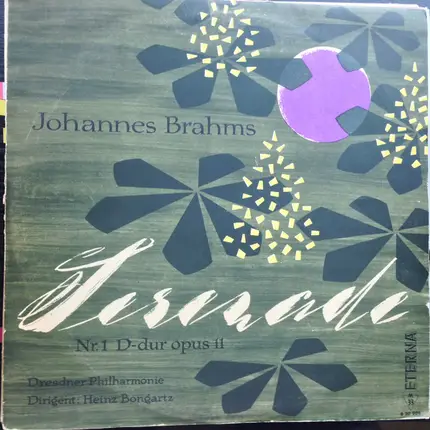 Johannes Brahms
Serenade
Nr.1 D-dur opus 11
Dresdner Philharmonie
Dirigent: Heinz Bongartz
ETERNA